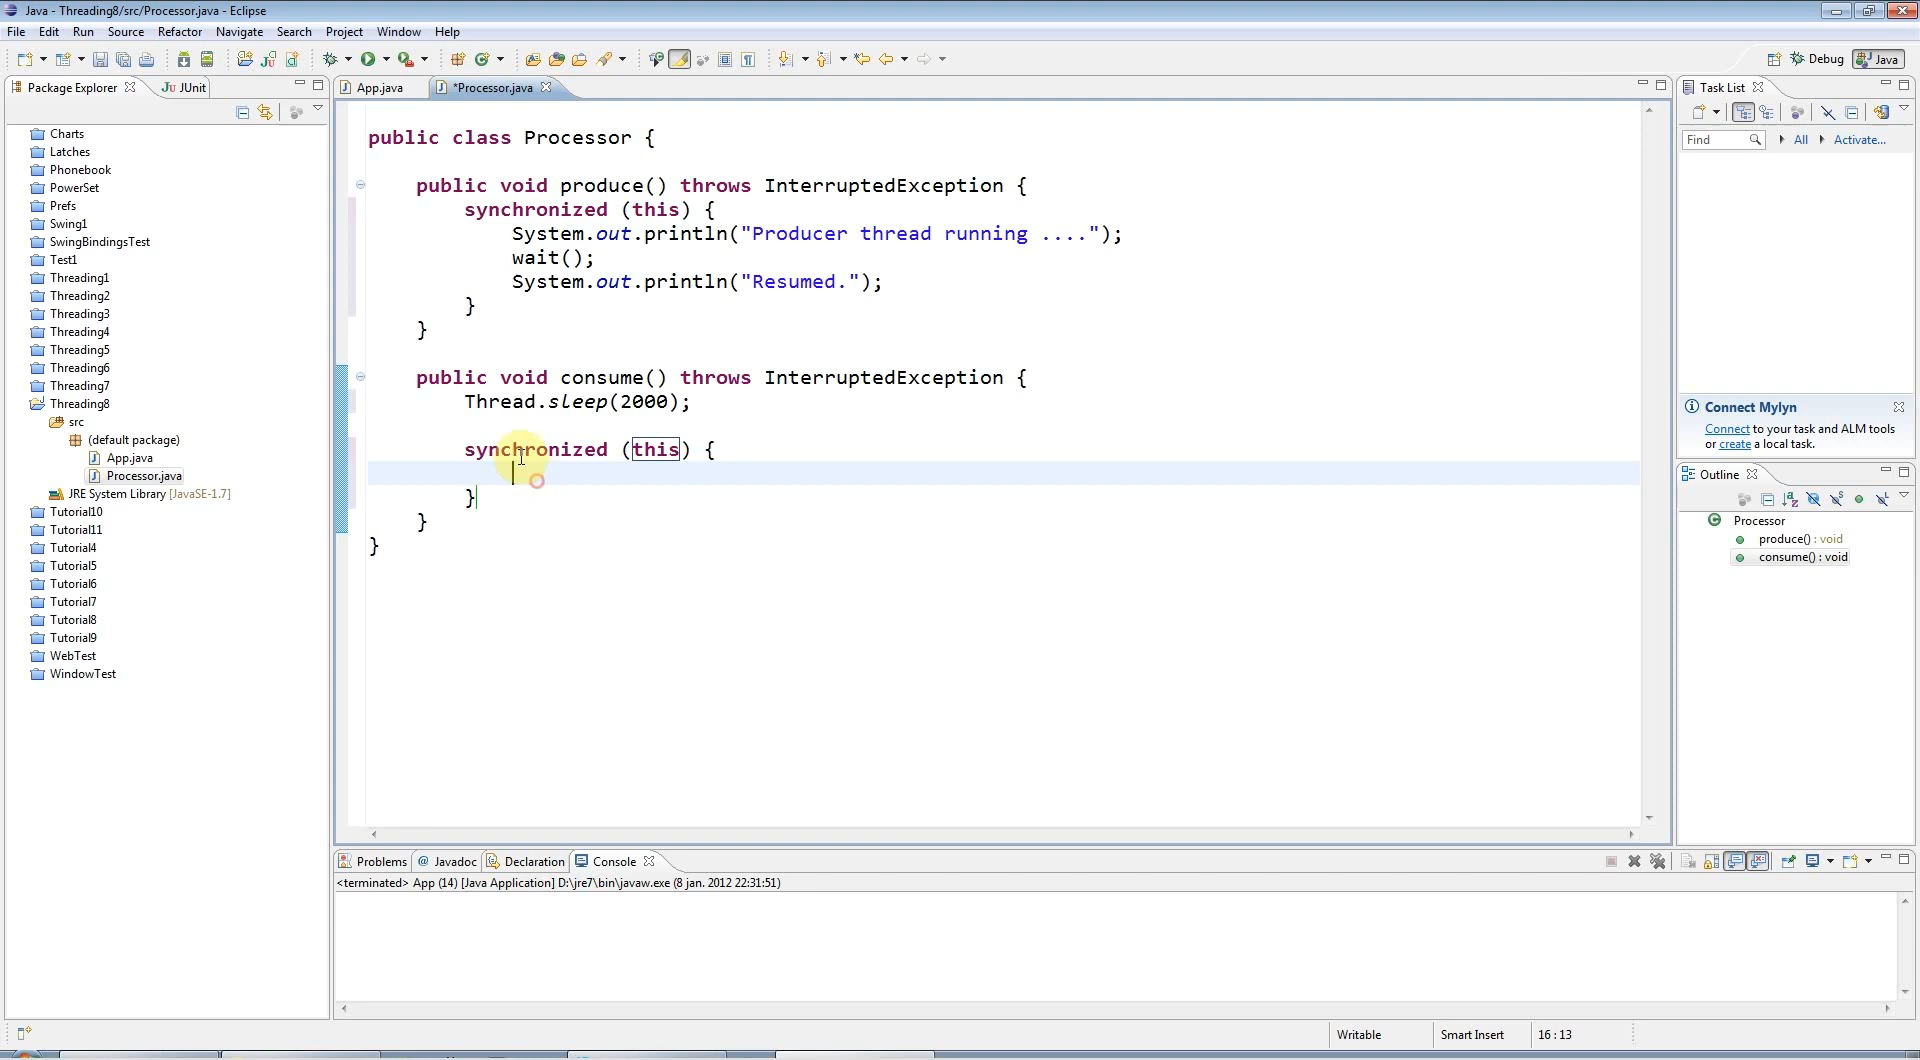 Java - Threading8/src/Processor.java - Eclipse
File Edit Run Source Refactor Navigate Search Project Window Help
Debug Java
Package Explorer JUnit
Charts
Latches
Phonebook
PowerSet
Prefs
Swing1
SwingBindingsTest
Test1
Threading1
Threading2
Threading3
Threading4
Threading5
Threading6
Threading7
Threading8
src
(default package)
App.java
Processor.java
JRE System Library [JavaSE-1.7]
Tutorial10
Tutorial11
Tutorial4
Tutorial5
Tutorial6
Tutorial7
Tutorial8
Tutorial9
WebTest
WindowTest
App.java *Processor.java
public class Processor {
public void produce() throws InterruptedException {
synchronized (this) {
System.out.println("Producer thread running ....");
wait();
System.out.println("Resumed.");
}
}
public void consume() throws InterruptedException {
Thread.sleep(2000);
synchronized (this) {
}
}
}
Task List
Find All Activate...
Connect Mylyn
Connect to your task and ALM tools
or create a local task.
Outline
Processor
produce() : void
consume() : void
Problems Javadoc Declaration Console
<terminated> App (14) [Java Application] D:\jre7\bin\javaw.exe (8 jan. 2012 22:31:51)
Writable Smart Insert 16 : 13